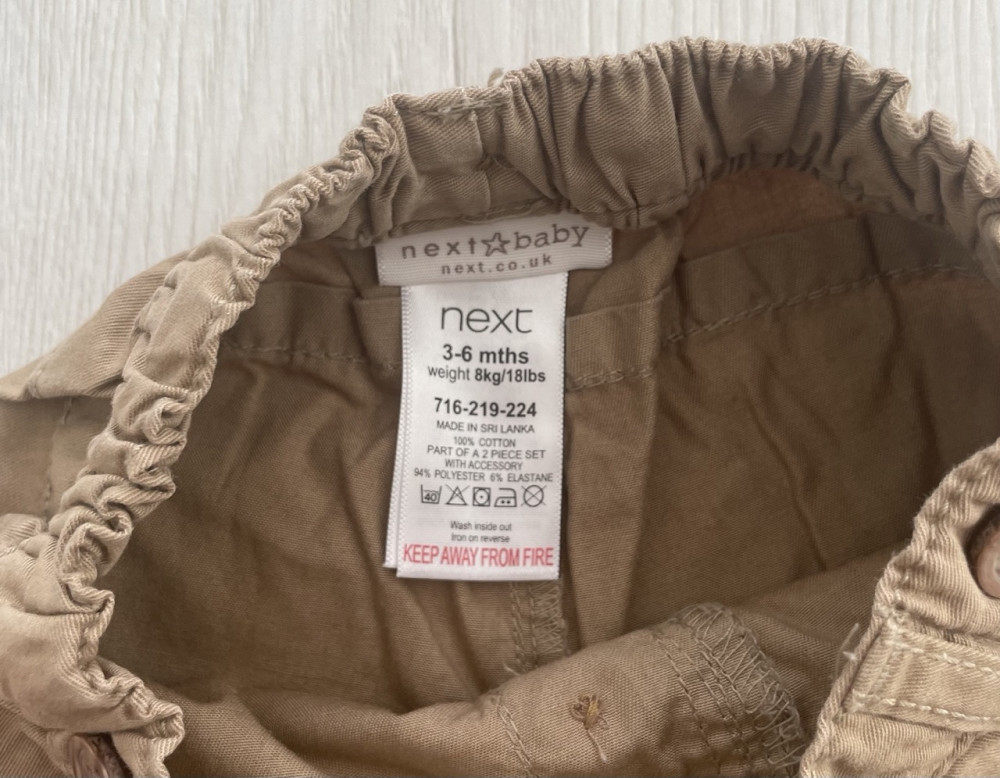 next☆baby
next.co.uk
next
3-6 mths
weight 8kg/18lbs
716-219-224
MADE IN SRI LANKA
100% COTTON
PART OF A 2 PIECE SET
WITH ACCESSORY
94% POLYESTER 6% ELASTANE
40
Wash inside out
Iron on reverse
KEEP AWAY FROM FIRE